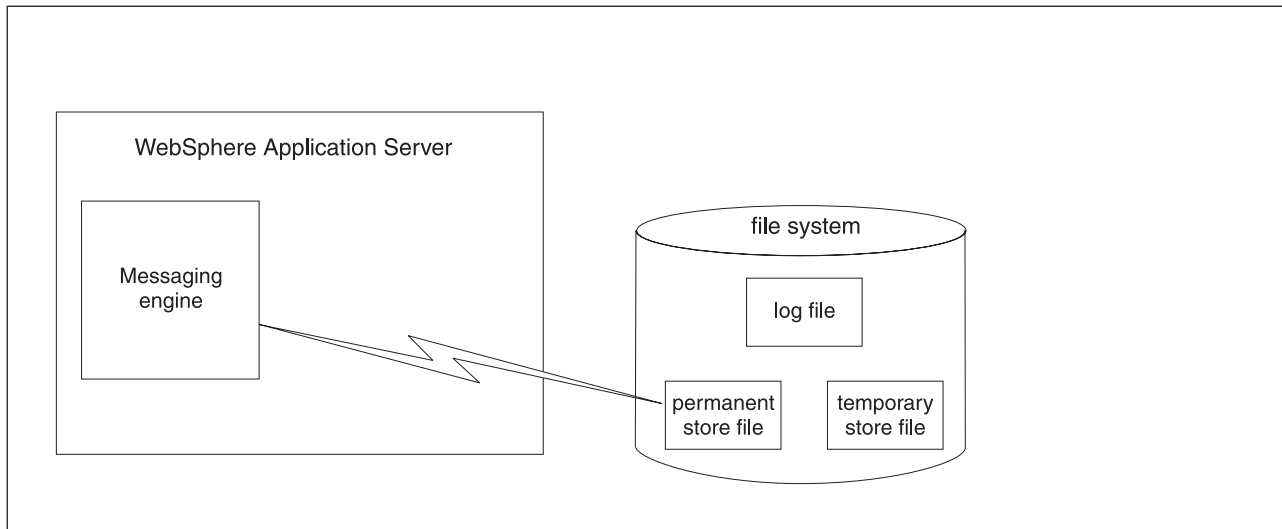 WebSphere Application Server
Messaging
engine
file system
log file
permanent
store file
temporary
store file